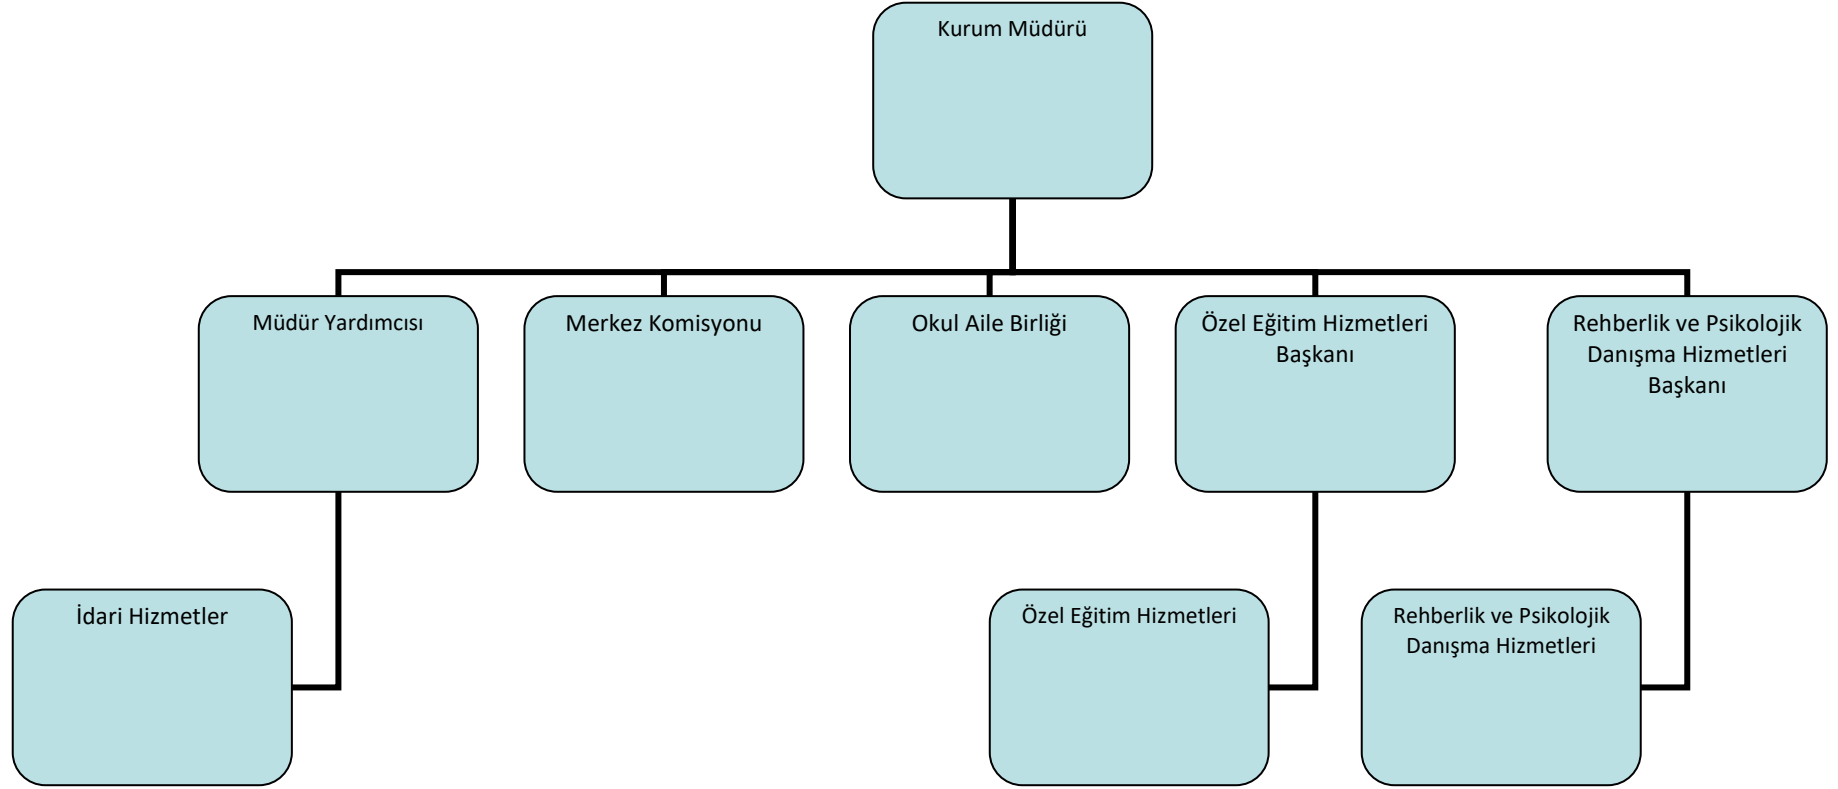 Kurum Müdürü
Müdür Yardımcısı
Merkez Komisyonu
Okul Aile Birliği
Özel Eğitim Hizmetleri
Başkanı
Rehberlik ve Psikolojik
Danışma Hizmetleri
Başkanı
İdari Hizmetler
Özel Eğitim Hizmetleri
Rehberlik ve Psikolojik
Danışma Hizmetleri